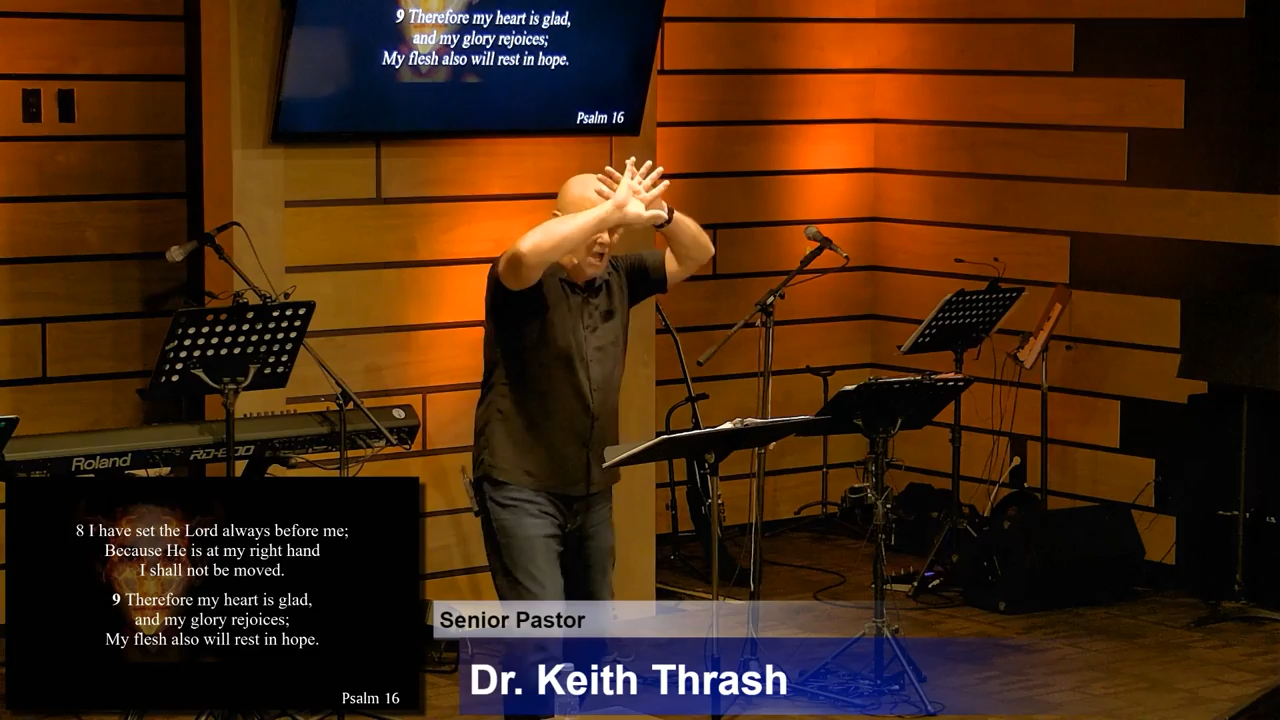 9 Therefore my heart is glad,
and my glory rejoices;
My flesh also will rest in hope.
Psalm 16
Roland
RD-800
8 I have set the Lord always before me;
Because He is at my right hand
I shall not be moved.
9 Therefore my heart is glad,
and my glory rejoices;
My flesh also will rest in hope.
Psalm 16
Senior Pastor
Dr. Keith Thrash